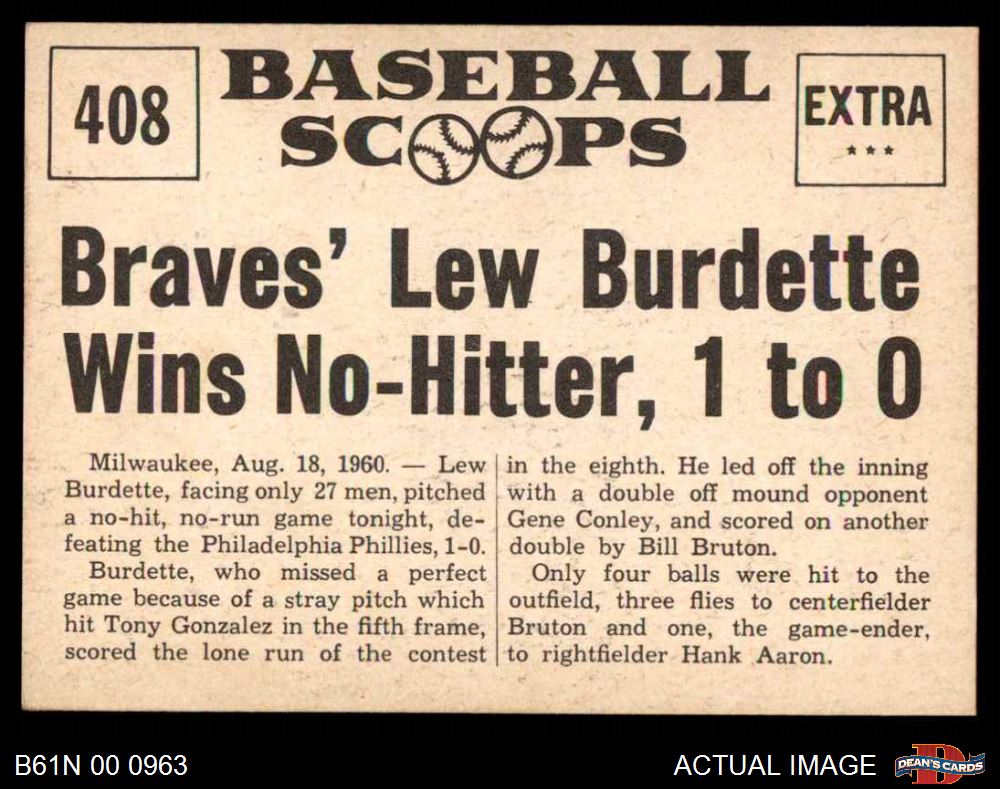 408
BASEBALL
SCOOPS
EXTRA
***
Braves' Lew Burdette
Wins No-Hitter, 1 to 0
Milwaukee, Aug. 18, 1960. — Lew
Burdette, facing only 27 men, pitched
a no-hit, no-run game tonight, de-
feating the Philadelphia Phillies, 1-0.
Burdette, who missed a perfect
game because of a stray pitch which
hit Tony Gonzalez in the fifth frame,
scored the lone run of the contest
in the eighth. He led off the inning
with a double off mound opponent
Gene Conley, and scored on another
double by Bill Bruton.
Only four balls were hit to the
outfield, three flies to centerfielder
Bruton and one, the game-ender,
to rightfielder Hank Aaron.
B61N 00 0963
ACTUAL IMAGE
D
DEAN'S CARDS